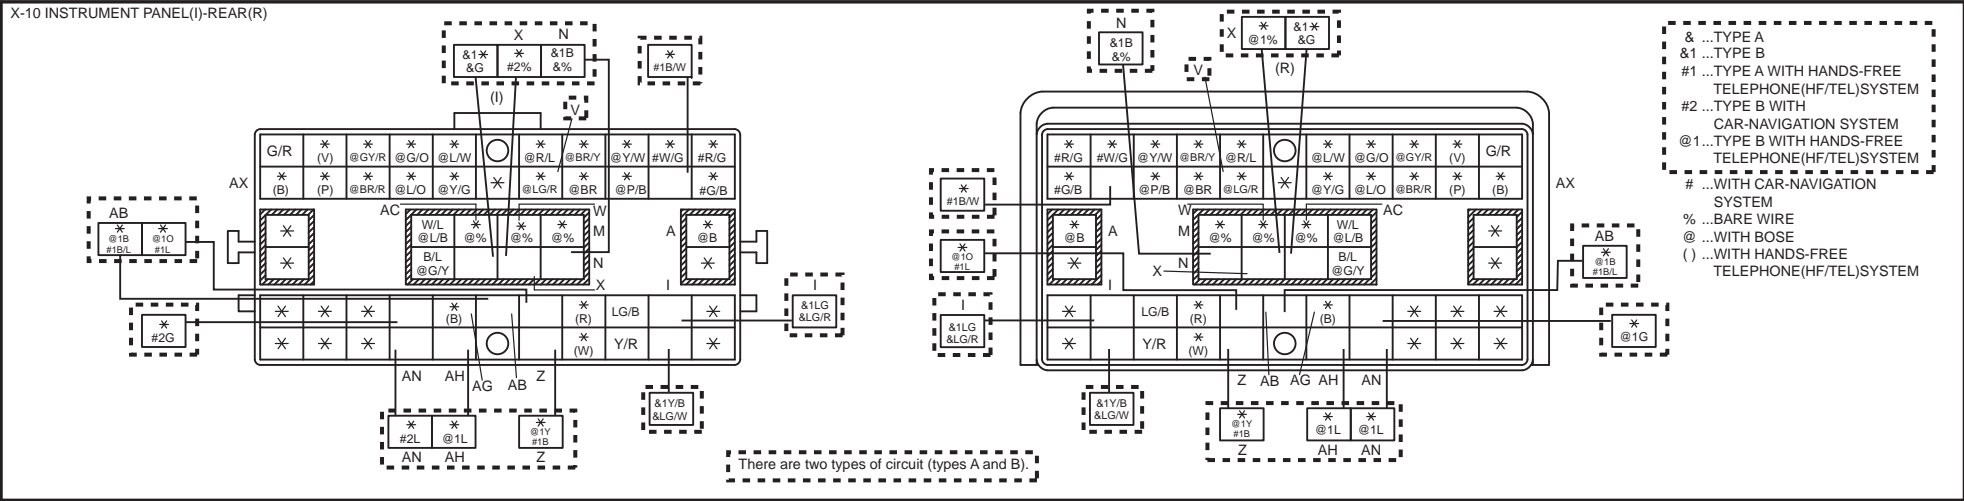 X-10 INSTRUMENT PANEL(I)-REAR(R)
X N
&1* * &1B
&G #2% &%
(I)
*
#1B/W
V
G/R * * * * * * * * *
(V) @GY/R @G/O @L/W @R/L @BR/Y @Y/W #W/G #R/G
* * * * * * * * * *
(B) (P) @BR/R @L/O @Y/G @LG/R @BR @P/B #G/B
AX
AB
* *
@1B @1O
#1B/L #1L
AC W
* *
W/L * * *
@L/B @% @% @%
M
B/L
@G/Y
N
X
A
*
@B
*
I
&1LG
&LG/R
*
#2G
* * * * * LG/B *
(B) (R)
* * * * Y/R *
(W)
AN AH AG AB Z
* * *
#2L @1L @1Y
#1B
AN AH Z
&1Y/B
&LG/W
There are two types of circuit (types A and B).
N
&1B
&%
X * &1*
@1% &G
(R)
V
* * * * * * * * * G/R
#R/G #W/G @Y/W @BR/Y @R/L @L/W @G/O @GY/R (V)
* * * * * * * * * *
#G/B @P/B @BR @LG/R @Y/G @L/O @BR/R (P) (B)
AX
*
#1B/W
*
@1O
#1L
*
@B
*
A
W AC
M * * * W/L
@% @% @% @L/B
N
B/L
@G/Y
X
* *
AB
*
@1B
#1B/L
I
I
&1LG
&LG/R
* LG/B * * * * *
(R) (B)
* Y/R * * * *
(W)
*
@1G
Z AB AG AH AN
&1Y/B
&LG/W
* * *
@1Y @1L @1L
#1B
Z AH AN
& ...TYPE A
&1 ...TYPE B
#1 ...TYPE A WITH HANDS-FREE
TELEPHONE(HF/TEL)SYSTEM
#2 ...TYPE B WITH
CAR-NAVIGATION SYSTEM
@1...TYPE B WITH HANDS-FREE
TELEPHONE(HF/TEL)SYSTEM
# ...WITH CAR-NAVIGATION
SYSTEM
% ...BARE WIRE
@ ...WITH BOSE
( ) ...WITH HANDS-FREE
TELEPHONE(HF/TEL)SYSTEM